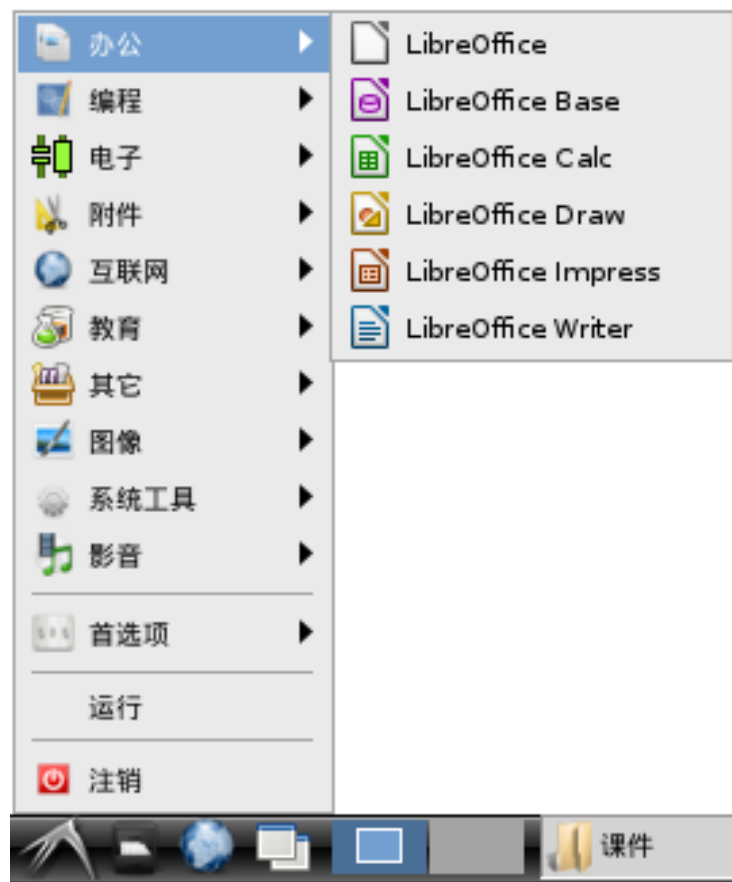 办公
编程
电子
附件
互联网
教育
其它
图像
系统工具
影音
首选项
运行
注销
LibreOffice
LibreOffice Base
LibreOffice Calc
LibreOffice Draw
LibreOffice Impress
LibreOffice Writer
课件